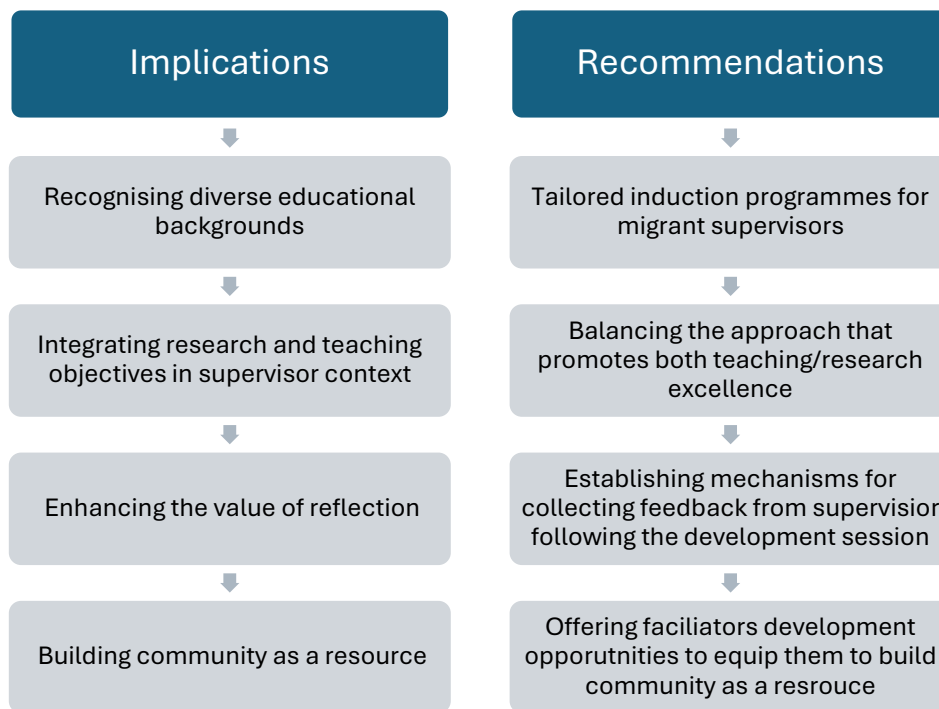 Implications
Recognising diverse educational
backgrounds
Integrating research and teaching
objectives in supervisor context
Enhancing the value of reflection
Building community as a resource
Recommendations
Tailored induction programmes for
migrant supervisors
Balancing the approach that
promotes both teaching/research
excellence
Establishing mechanisms for
collecting feedback from supervision
following the development session
Offering faciliators development
opporutnities to equip them to build
community as a resrouce